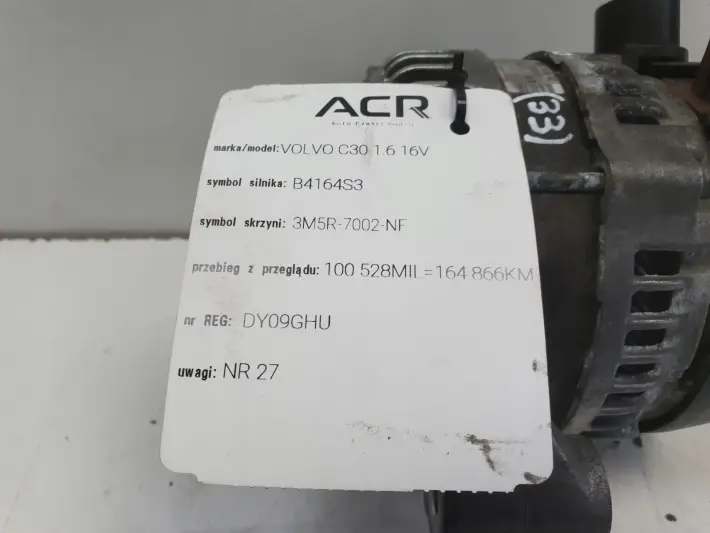 ACR
marka/model: VOLVO C30 1.6 16V
symbol silnika: B4164S3
symbol skrzyni: 3M5R-7002-NF
przebieg z przeglądu: 100 528MIL=164 866KM
nr REG: DY09GHU
uwagi: NR 27
(33)